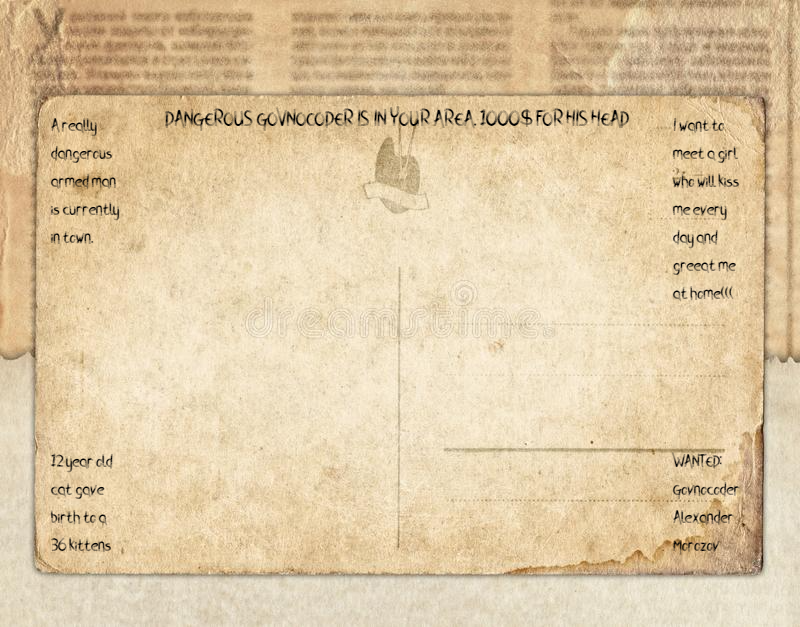 DANGEROUS GOVNOCODER IS IN YOUR AREA. 1000$ FOR HIS HEAD
A really
dangerous
armed man
is currently
in town.
I want to
meet a girl
who will kiss
me every
day and
greeat me
at home(((
dreamstime
12 year old
cat gave
birth to a
36 kittens
WANTED:
Govnocoder
Alexander
Morozov